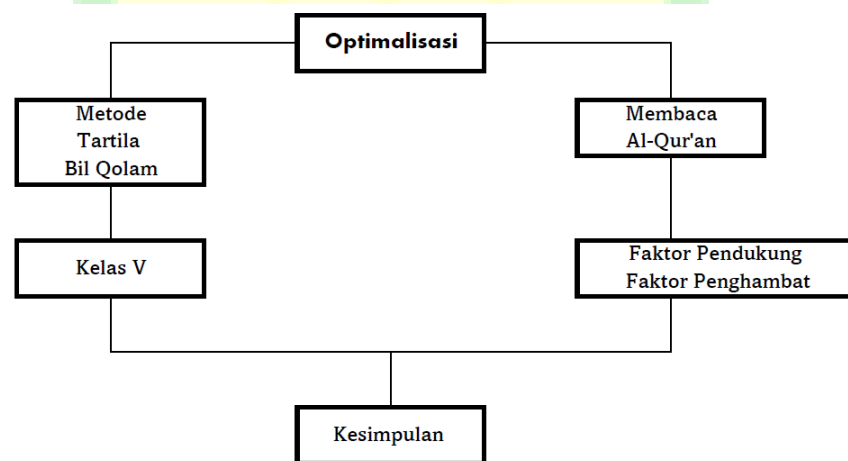 Optimalisasi
Metode
Tartila
Bil Qolam
Membaca
Al-Qur'an
Kelas V
Faktor Pendukung
Faktor Penghambat
Kesimpulan